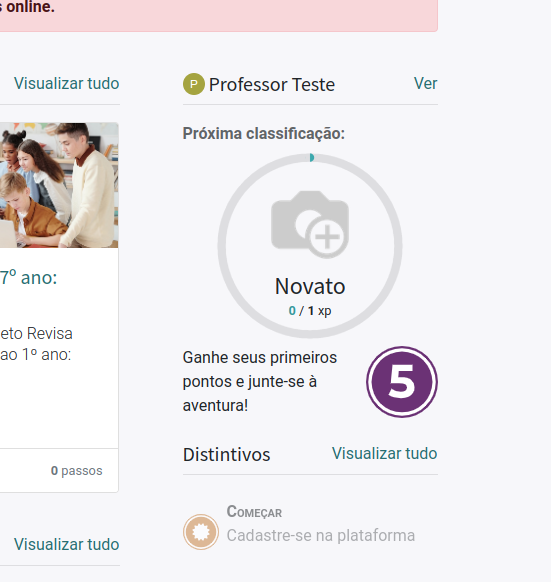 s online.
Visualizar tudo
7º ano:
eto Revisa
ao 1º ano:
0 passos
Visualizar tudo
P Professor Teste Ver
Próxima classificação:
Novato
0 / 1 xp
Ganhe seus primeiros
pontos e junte-se à
aventura!
5
Distintivos Visualizar tudo
Começar
Cadastre-se na plataforma